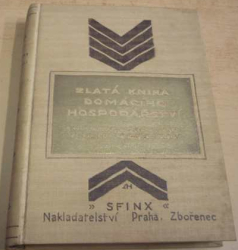 ZLATÁ KNIHA
DOMÁCÍHO
HOSPODÁŘSTVÍ
» SFINX «
Nakladatelství Praha. Zbořenec